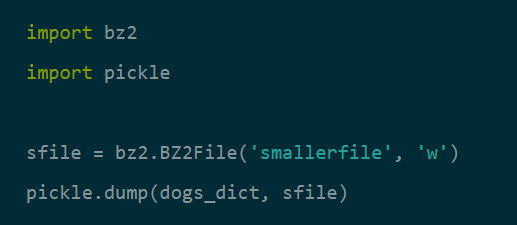 import bz2
import pickle
sfile = bz2.BZ2File('smallerfile', 'w')
pickle.dump(dogs_dict, sfile)